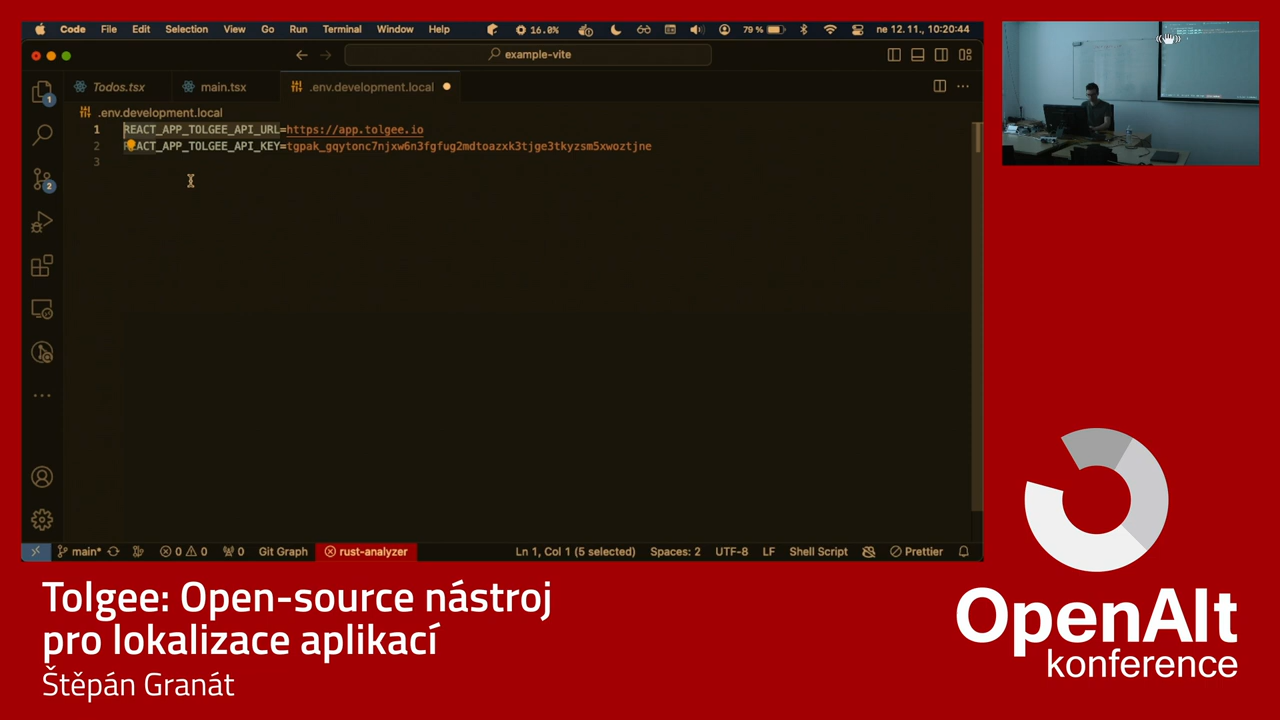 Code File Edit Selection View Go Run Terminal Window Help 16.0% 79 % ne 12. 11., 10:20:44
example-vite
Todos.tsx main.tsx .env.development.local
.env.development.local
1 REACT_APP_TOLGEE_API_URL=https://app.tolgee.io
2 REACT_APP_TOLGEE_API_KEY=tgpak_gqytonc7njxw6n3fgfug2mdtoazxk3tjge3tkyzsm5xwoztjne
3
1
2
main* 0 0 0 Git Graph rust-analyzer Ln 1, Col 1 (5 selected) Spaces: 2 UTF-8 LF Shell Script Prettier
Tolgee: Open-source nástroj
pro lokalizace aplikací
Štěpán Granát
OpenAlt
konference